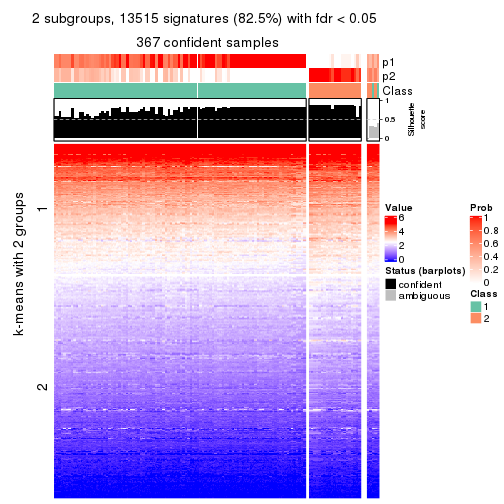 2 subgroups, 13515 signatures (82.5%) with fdr < 0.05
367 confident samples
p1
p2
Class
1
0.5
0
Silhouette
score
k-means with 2 groups
1
2
Value
6
4
2
0
Status (barplots)
confident
ambiguous
Prob
1
0.8
0.6
0.4
0.2
0
Class
1
2